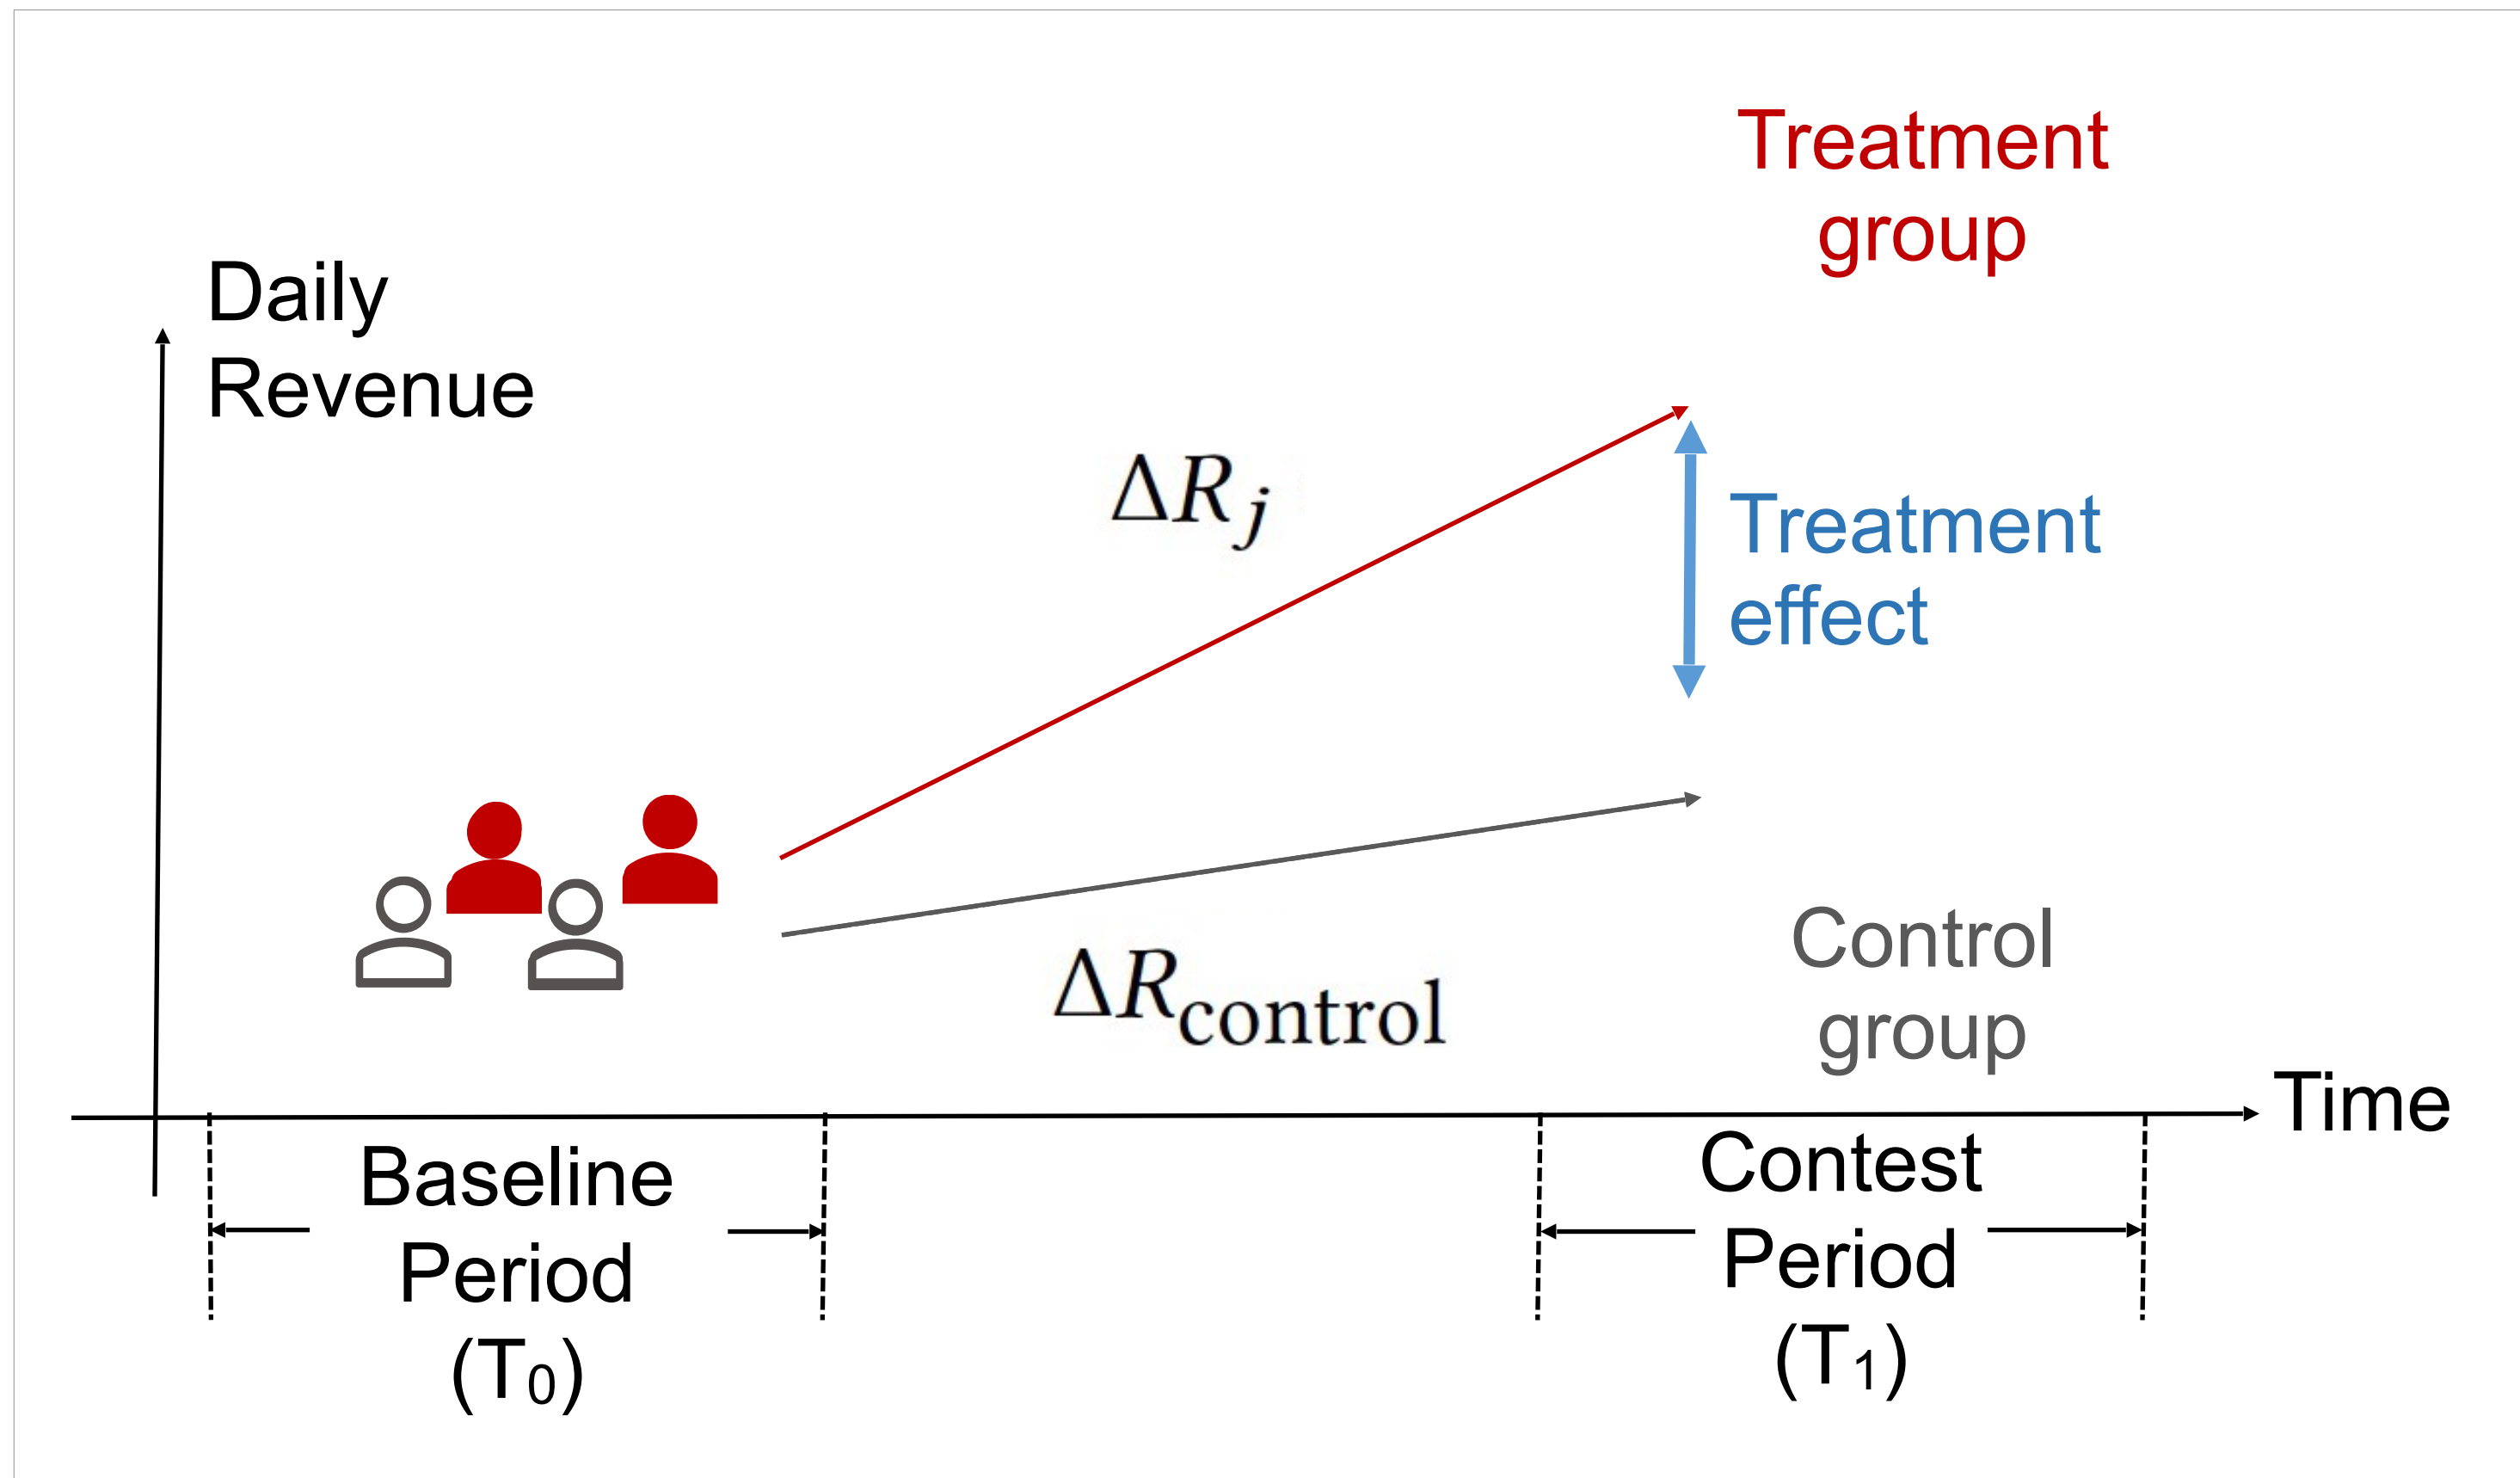 Treatment
group
Daily
Revenue
ΔR_j
Treatment
effect
Control
group
ΔR_control
Time
Baseline
Period
(T₀)
Contest
Period
(T₁)